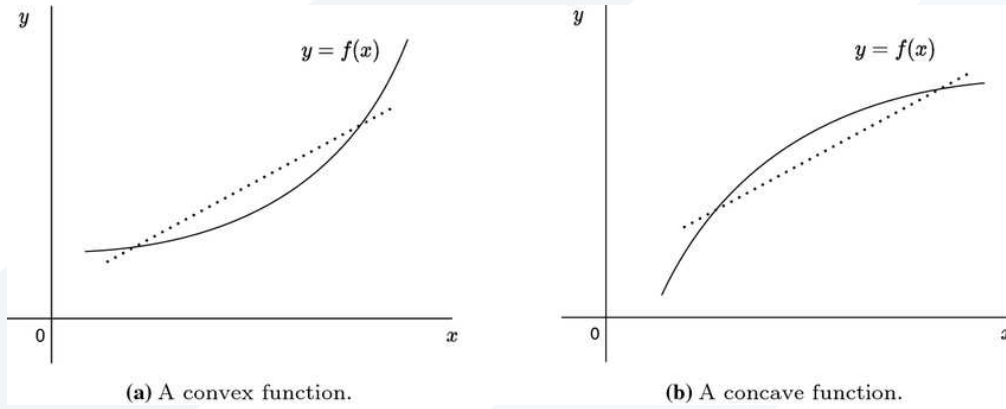 y
y = f(x)
0
x
(a) A convex function.
y
y = f(x)
0
x
(b) A concave function.